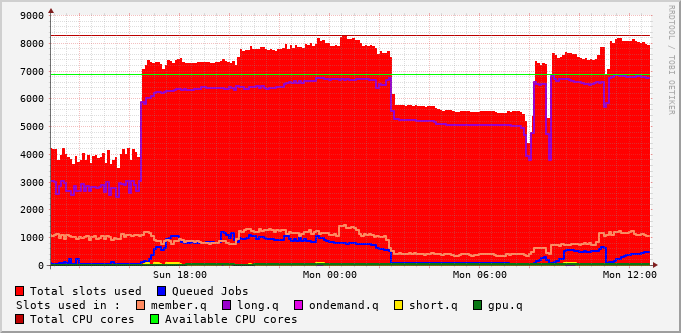 9000
8000
7000
6000
5000
4000
3000
2000
1000
0
Sun 18:00 Mon 00:00 Mon 06:00 Mon 12:00
Total slots used Queued Jobs
Slots used in : member.q long.q ondemand.q short.q gpu.q
Total CPU cores Available CPU cores
RRDTOOL / TOBI OETIKER